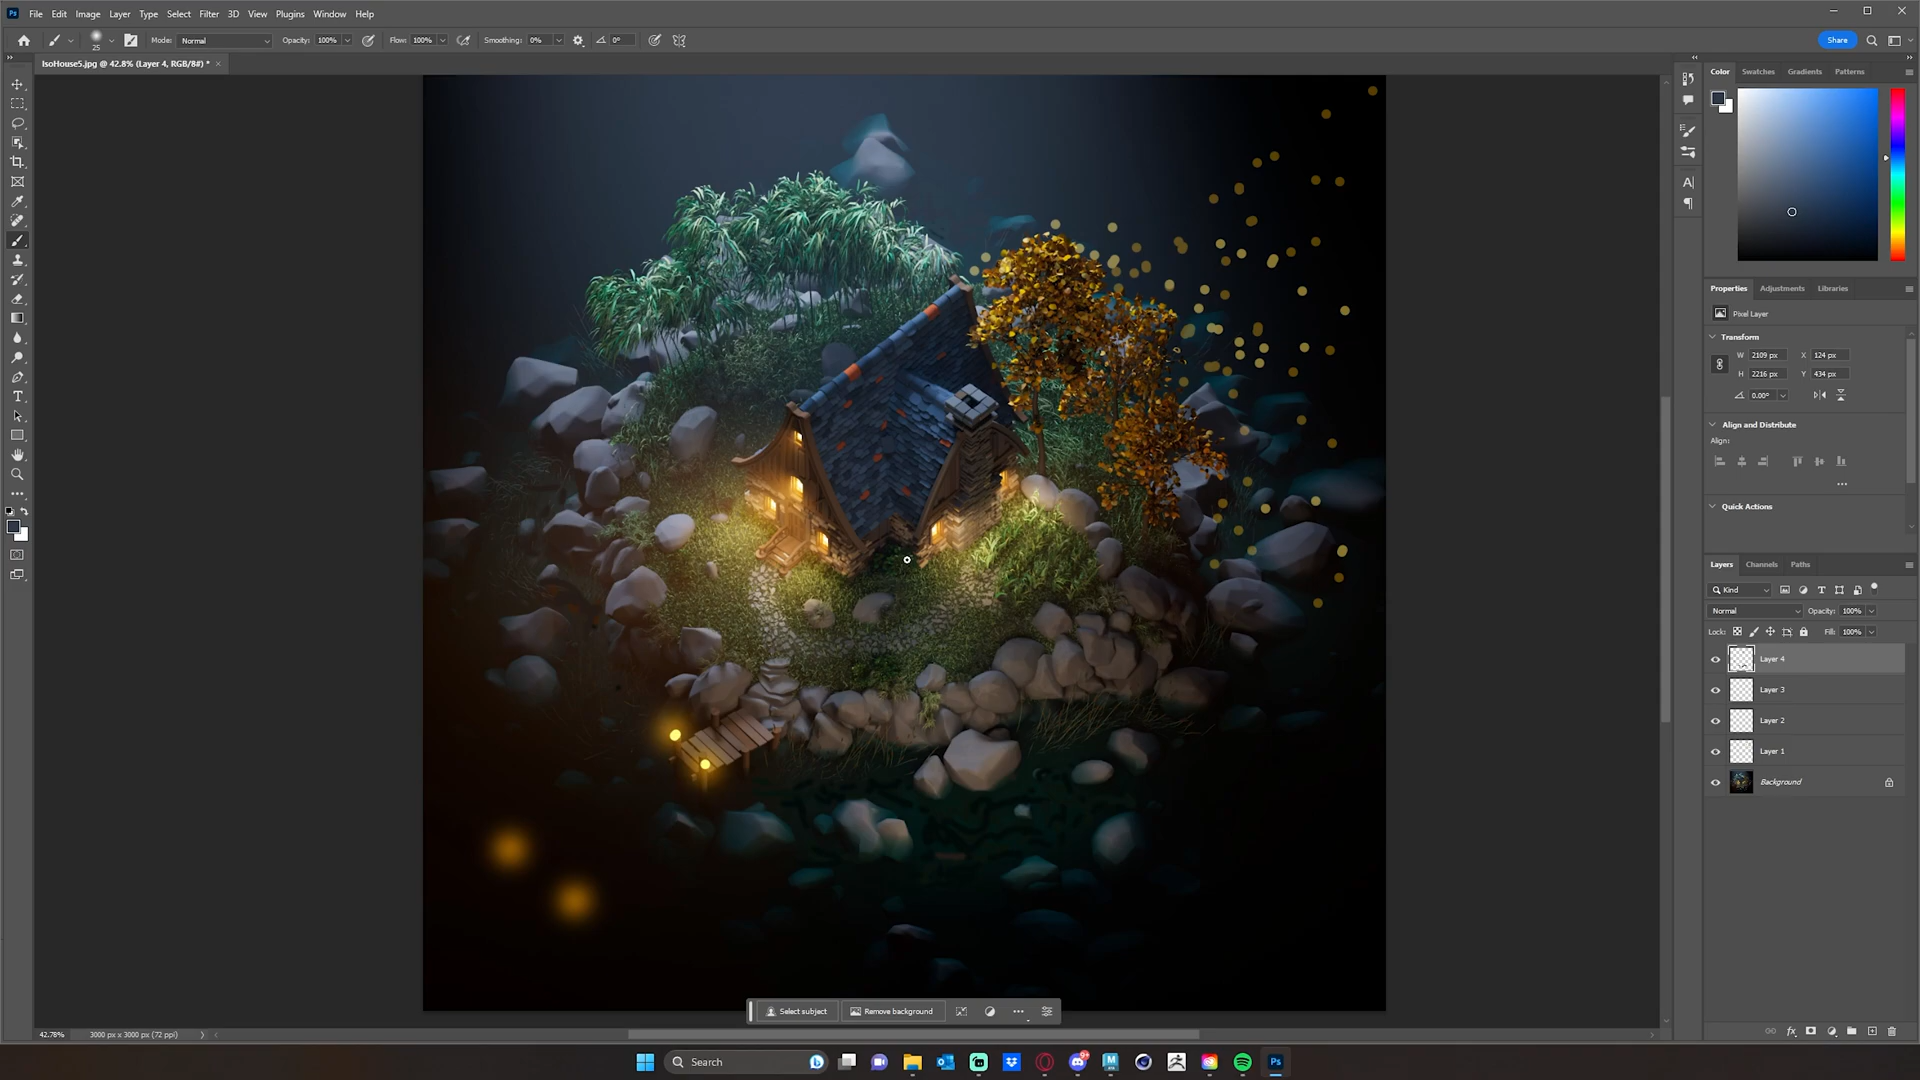 Ps File Edit Image Layer Type Select Filter 3D View Plugins Window Help
25 Mode: Normal Opacity: 100% Flow: 100% Smoothing: 0% 0° Share
IsoHouse5.jpg @ 42.8% (Layer 4, RGB/8#) *
Color Swatches Gradients Patterns
Properties Adjustments Libraries
Pixel Layer
Transform
W 2109 px X 124 px
H 2216 px Y 434 px
0.00°
Align and Distribute
Align:
Quick Actions
Layers Channels Paths
Kind
Normal Opacity: 100%
Lock: Fill: 100%
Layer 4
Layer 3
Layer 2
Layer 1
Background
Select subject Remove background
42.78% 3000 px x 3000 px (72 ppi)
Search
Ps